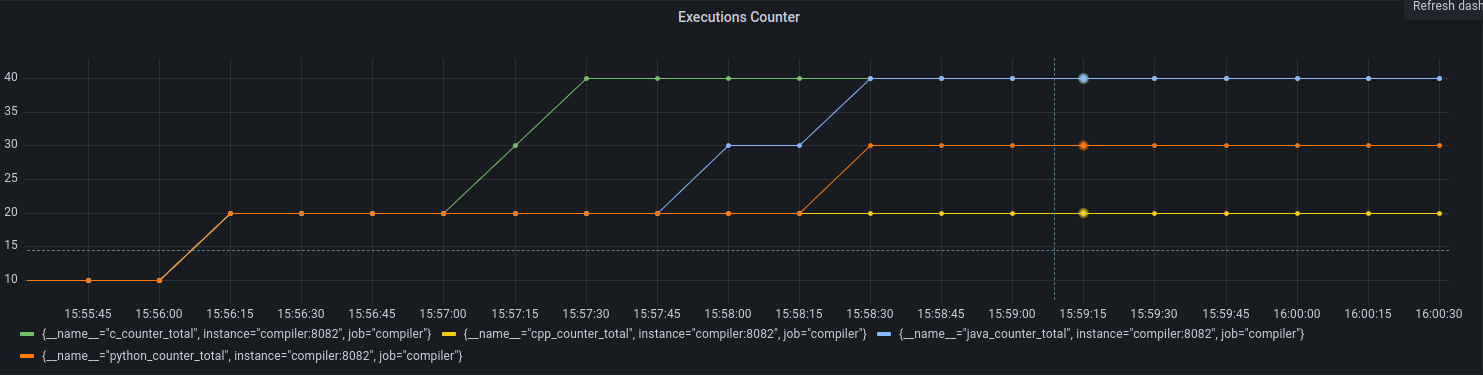 Refresh dash
Executions Counter
40
35
30
25
20
15
10
15:55:45 15:56:00 15:56:15 15:56:30 15:56:45 15:57:00 15:57:15 15:57:30 15:57:45 15:58:00 15:58:15 15:58:30 15:58:45 15:59:00 15:59:15 15:59:30 15:59:45 16:00:00 16:00:15 16:00:30
{__name__="c_counter_total", instance="compiler:8082", job="compiler"} {__name__="cpp_counter_total", instance="compiler:8082", job="compiler"} {__name__="java_counter_total", instance="compiler:8082", job="compiler"}
{__name__="python_counter_total", instance="compiler:8082", job="compiler"}